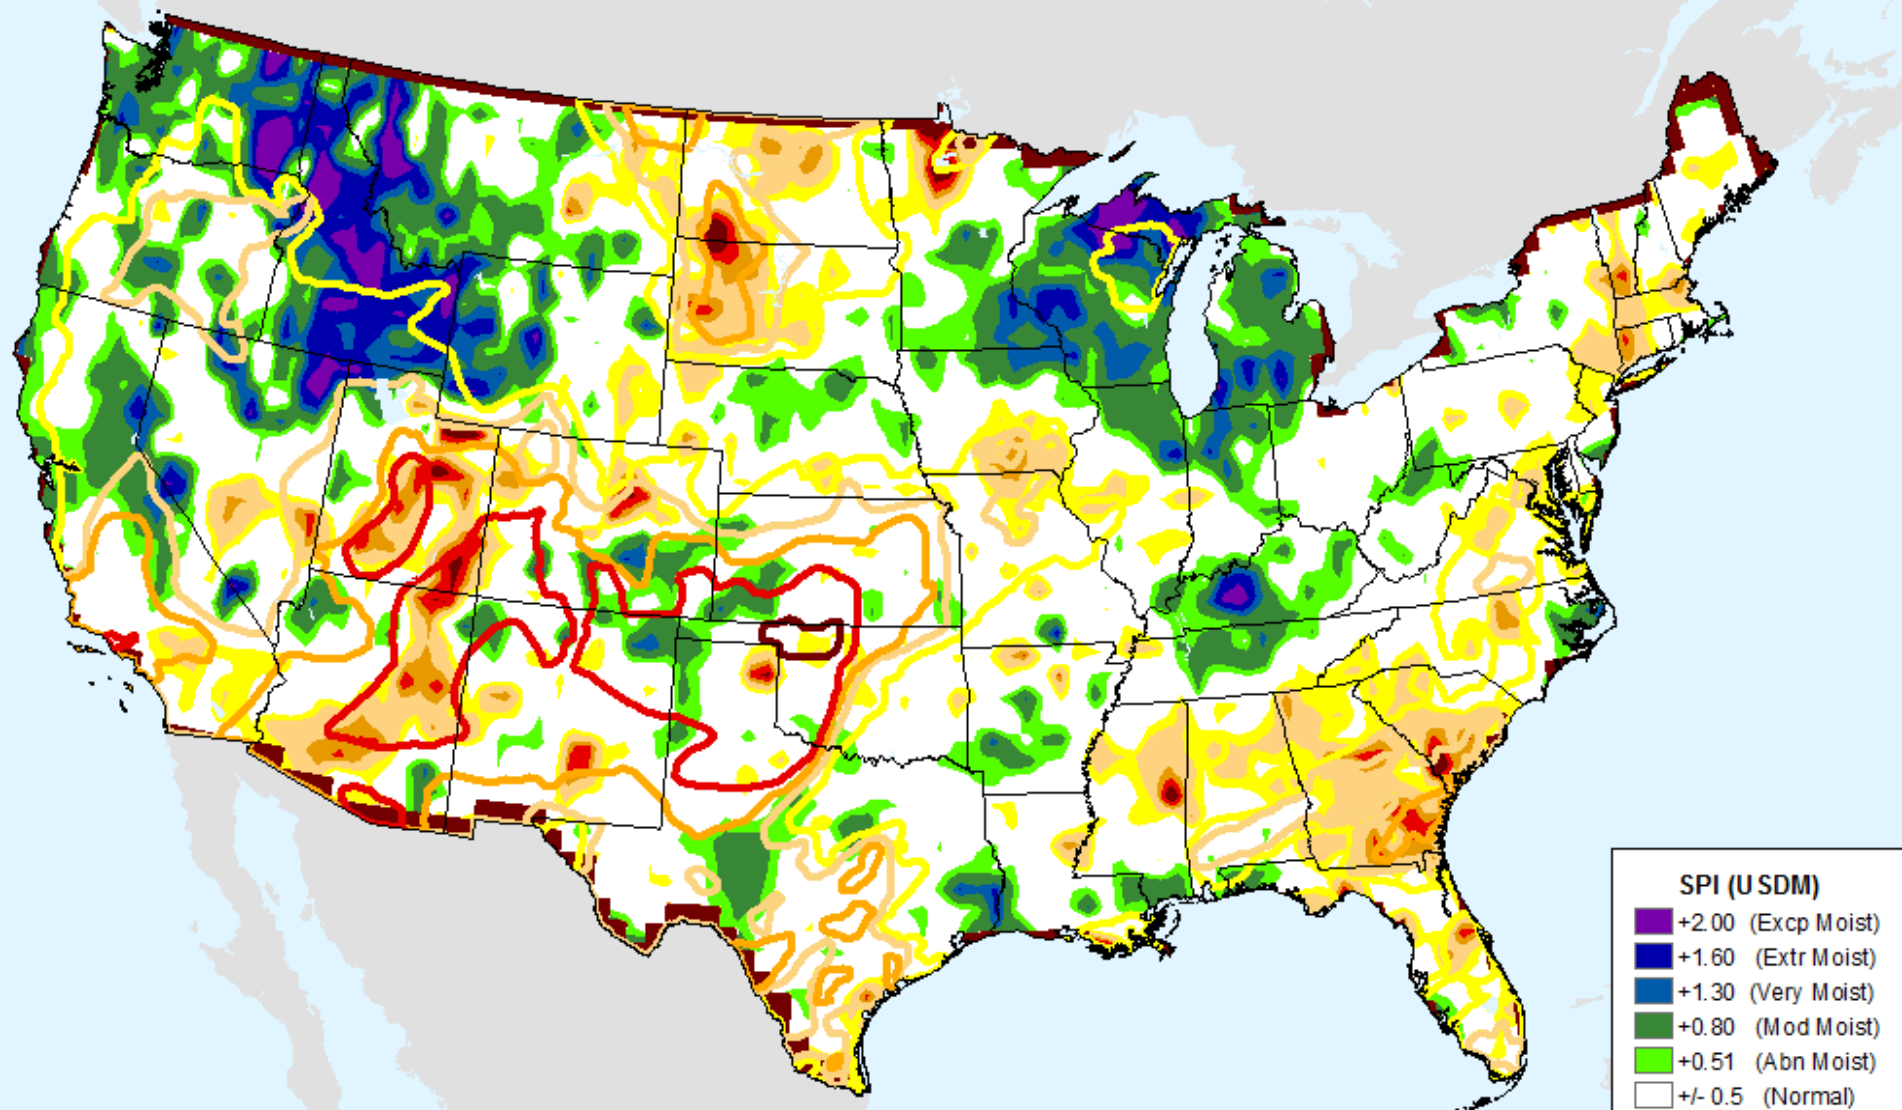 SPI (USDM)
+2.00 (Excp Moist)
+1.60 (Extr Moist)
+1.30 (Very Moist)
+0.80 (Mod Moist)
+0.51 (Abn Moist)
+/- 0.5 (Normal)